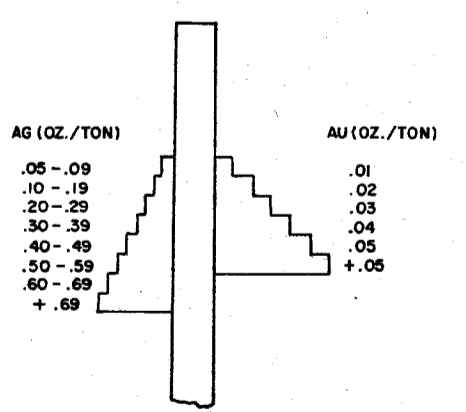 AG (OZ./TON)
.05 - .09
.10 - .19
.20 - .29
.30 - .39
.40 - .49
.50 - .59
.60 - .69
+ .69
AU (OZ./TON)
.01
.02
.03
.04
.05
+.05